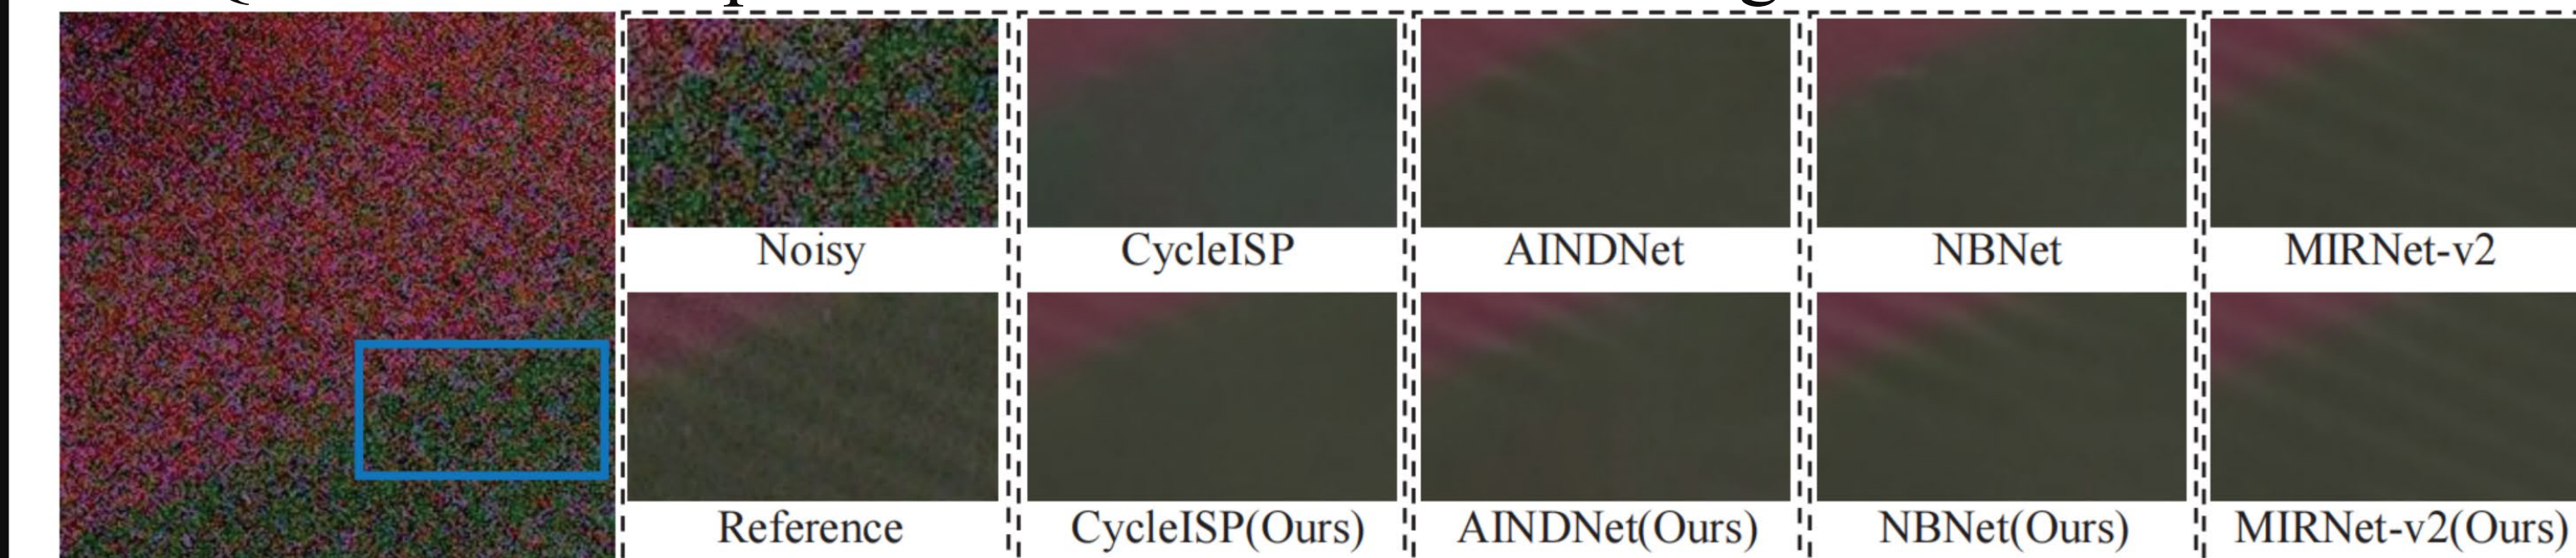 Noisy
CycleISP
AINDNet
NBNet
MIRNet-v2
Reference
CycleISP(Ours)
AINDNet(Ours)
NBNet(Ours)
MIRNet-v2(Ours)